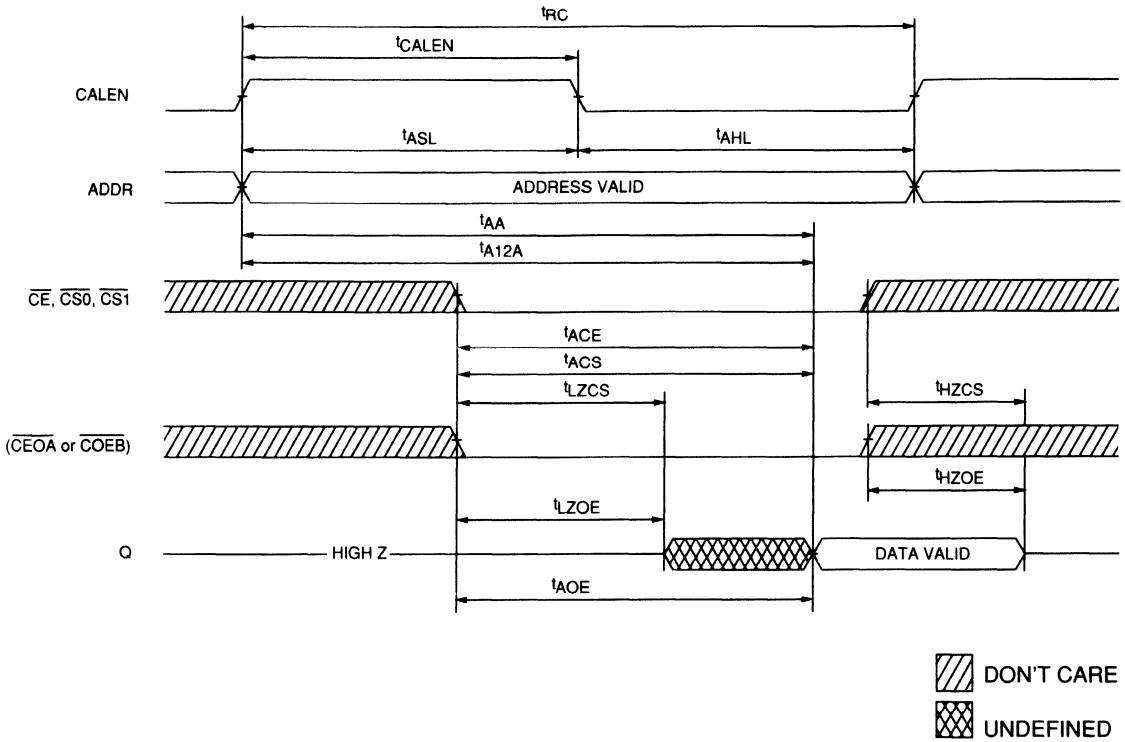 tRC
tCALEN
CALEN
tASL
tAHL
ADDR
ADDRESS VALID
tAA
tA12A
CE, CS0, CS1
tACE
tACS
tLZCS
tHZCS
(CEOA or COEB)
tHZOE
tLZOE
Q
HIGH Z
DATA VALID
tAOE
DON'T CARE
UNDEFINED